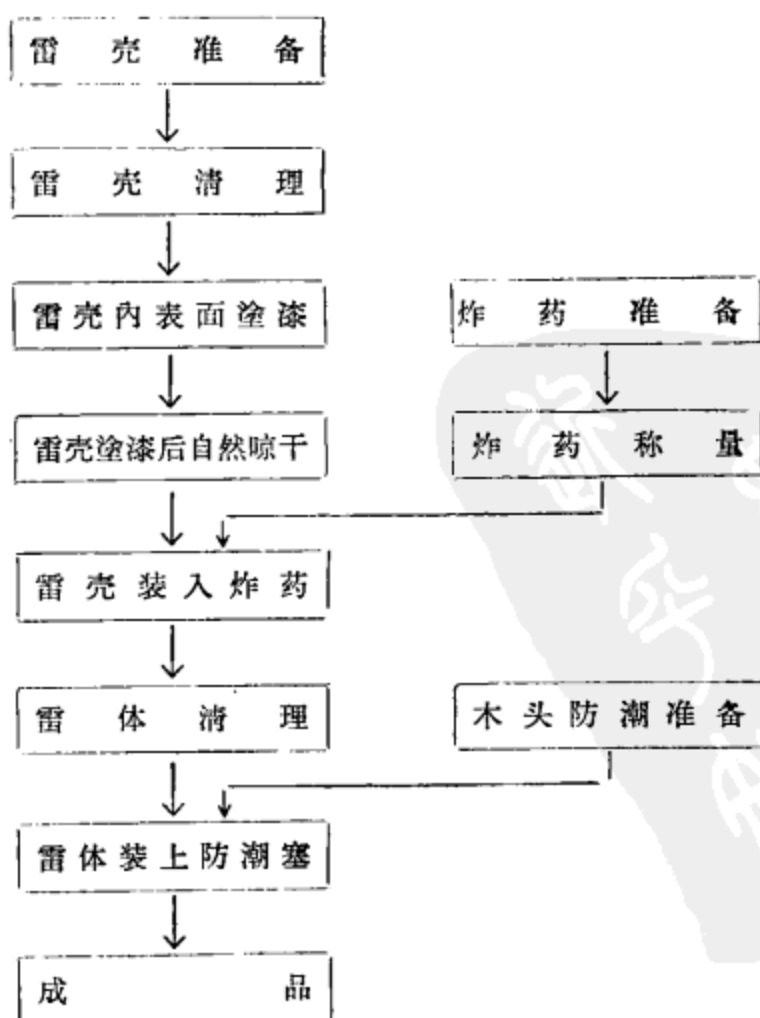 雷壳准备
雷壳清理
雷壳内表面塗漆
炸药准备
雷壳塗漆后自然晾干
炸药称量
雷壳装入炸药
雷体清理
木头防潮准备
雷体装上防潮塞
成品